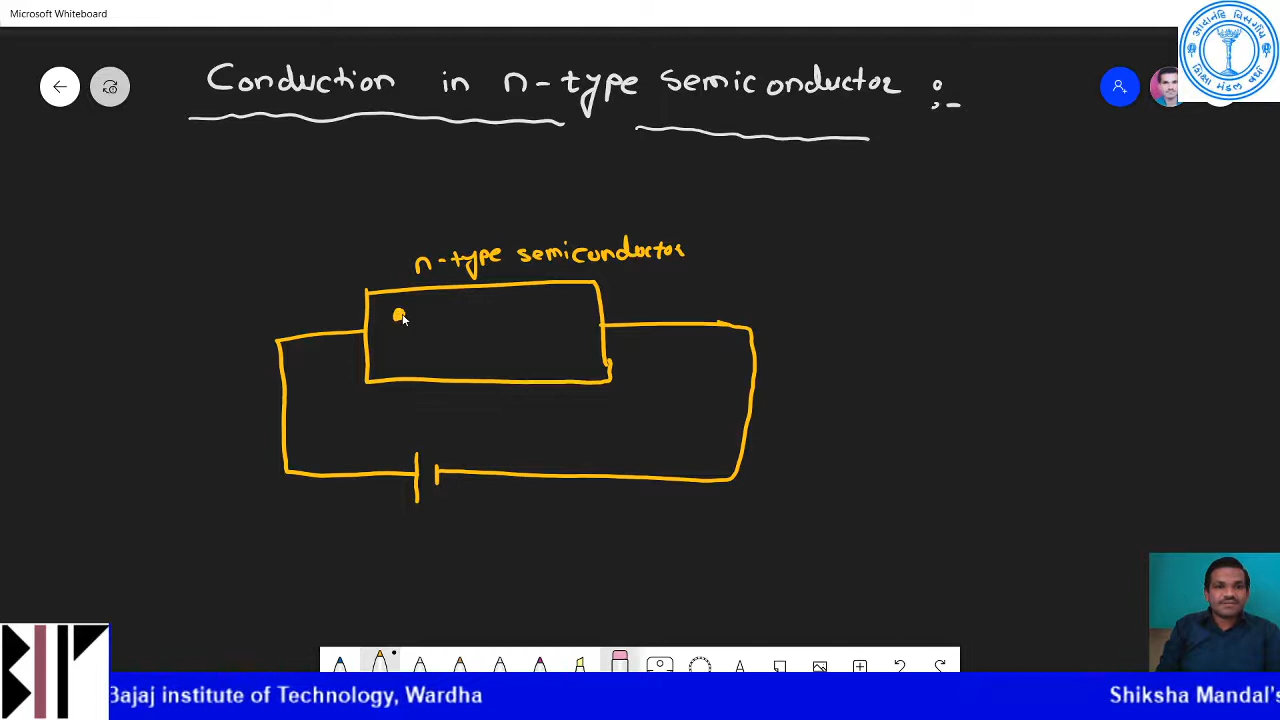 Microsoft Whiteboard
Conduction in n-type semiconductor :-
n-type semiconductor
Bajaj institute of Technology, Wardha
Shiksha Mandal's